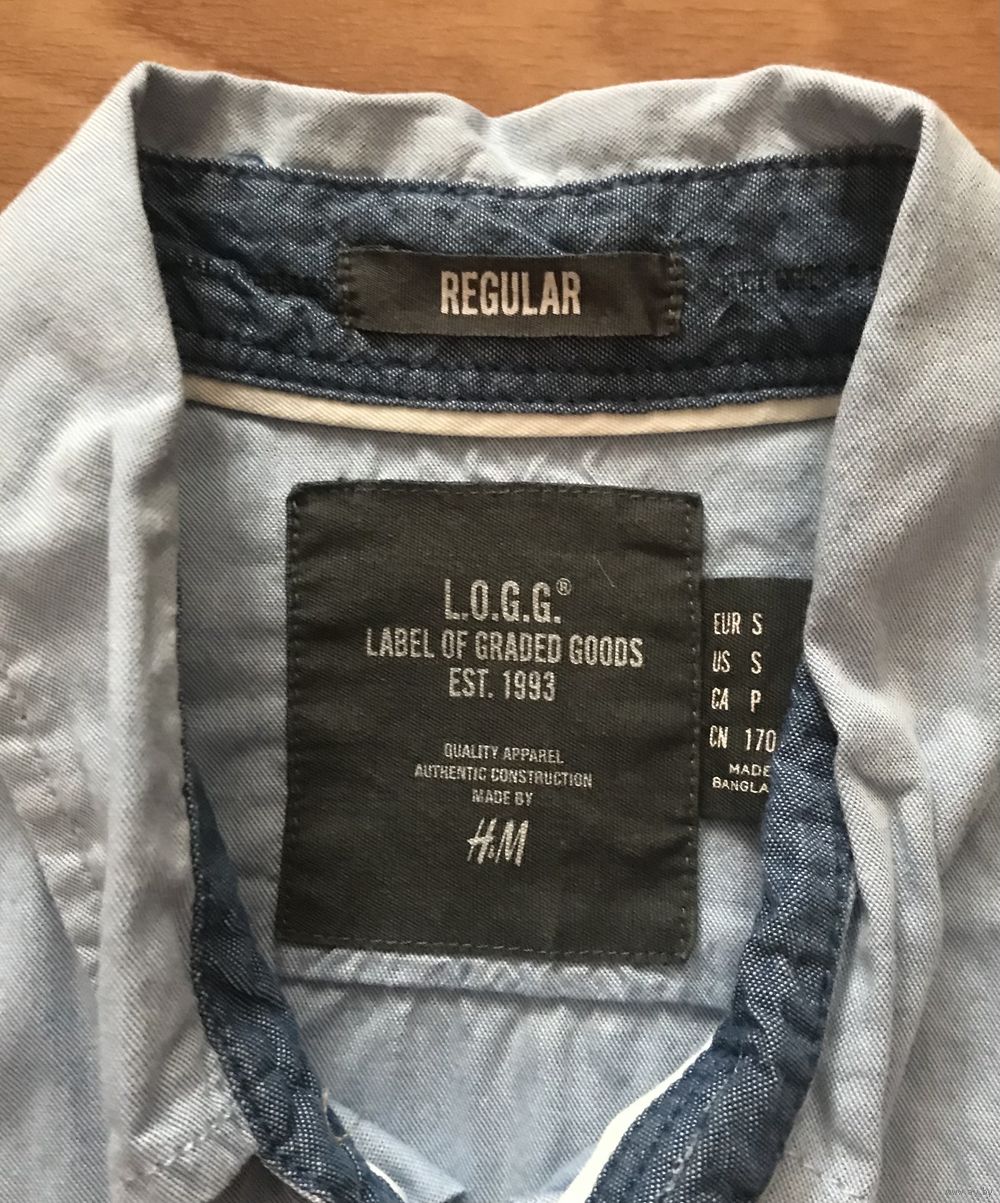 REGULAR
L.O.G.G.®
LABEL OF GRADED GOODS
EST. 1993
QUALITY APPAREL
AUTHENTIC CONSTRUCTION
MADE BY
H&M
EUR S
US S
CA P
CN 170
MADE
BANGLA